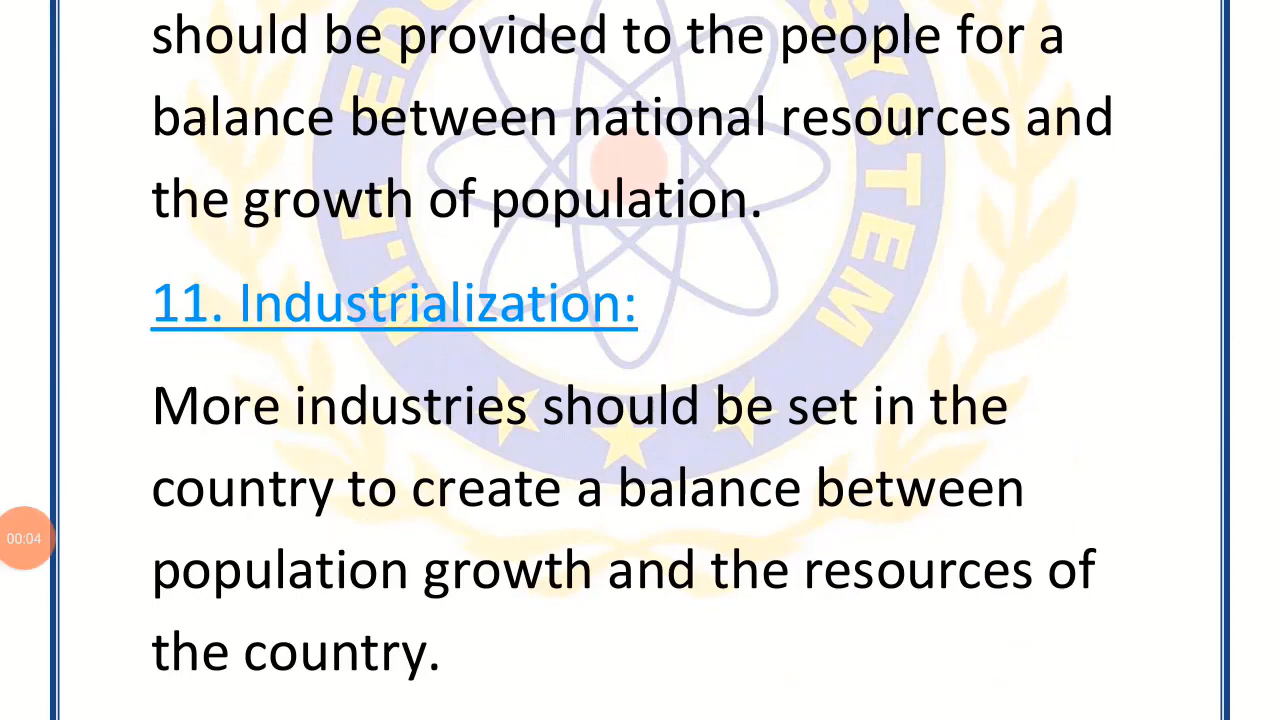 should be provided to the people for a
balance between national resources and
the growth of population.
11. Industrialization:
More industries should be set in the
country to create a balance between
population growth and the resources of
the country.
00:04
SYSTEM